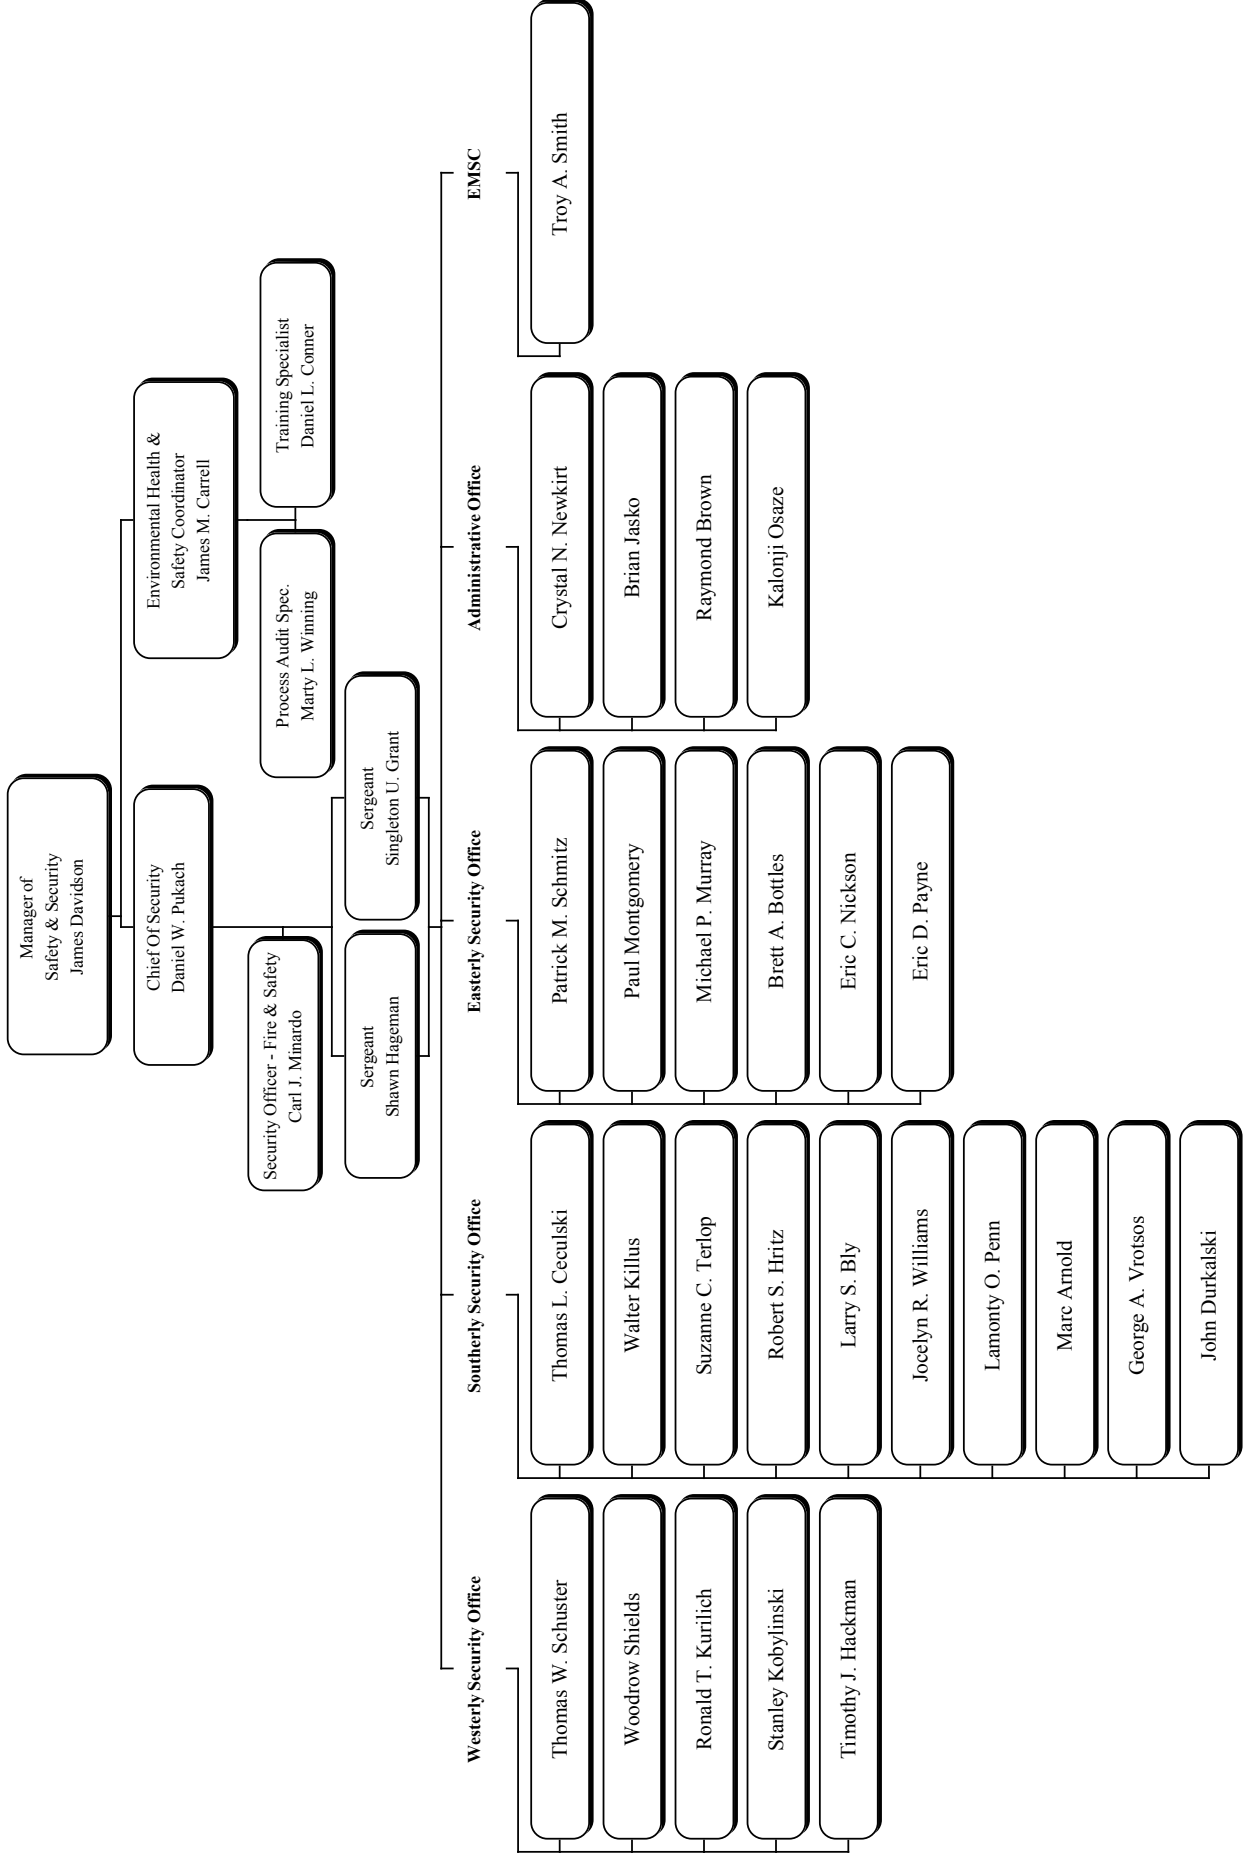 Manager of
Safety & Security
James Davidson
Chief Of Security
Daniel W. Pukach
Environmental Health &
Safety Coordinator
James M. Carrell
Security Officer - Fire & Safety
Carl J. Minardo
Process Audit Spec.
Marty L. Winning
Training Specialist
Daniel L. Conner
Sergeant
Shawn Hageman
Sergeant
Singleton U. Grant
Westerly Security Office
Thomas W. Schuster
Woodrow Shields
Ronald T. Kurilich
Stanley Kobylinski
Timothy J. Hackman
Southerly Security Office
Thomas L. Ceculski
Walter Killus
Suzanne C. Terlop
Robert S. Hritz
Larry S. Bly
Jocelyn R. Williams
Lamonty O. Penn
Marc Arnold
George A. Vrotsos
John Durkalski
Easterly Security Office
Patrick M. Schmitz
Paul Montgomery
Michael P. Murray
Brett A. Bottles
Eric C. Nickson
Eric D. Payne
Administrative Office
Crystal N. Newkirt
Brian Jasko
Raymond Brown
Kalonji Osaze
EMSC
Troy A. Smith